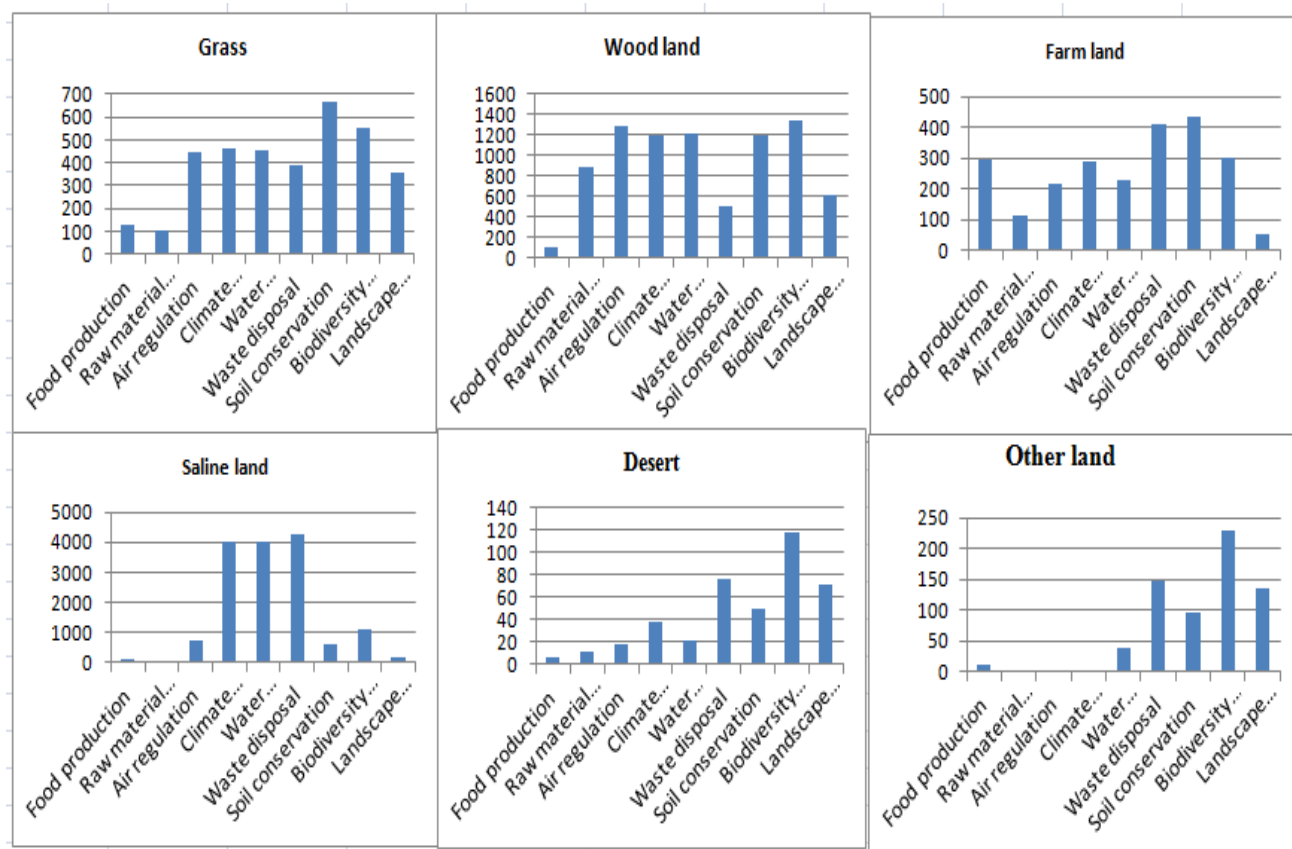 Grass
700
600
500
400
300
200
100
0
Food production
Raw material...
Air regulation
Climate...
Water...
Waste disposal
Soil conservation
Biodiversity...
Landscape...
Wood land
1600
1400
1200
1000
800
600
400
200
0
Food production
Raw material...
Air regulation
Climate...
Water...
Waste disposal
Soil conservation
Biodiversity...
Landscape...
Farm land
500
400
300
200
100
0
Food production
Raw material...
Air regulation
Climate...
Water...
Waste disposal
Soil conservation
Biodiversity...
Landscape...
Saline land
5000
4000
3000
2000
1000
0
Food production
Raw material...
Air regulation
Climate...
Water...
Waste disposal
Soil conservation
Biodiversity...
Landscape...
Desert
140
120
100
80
60
40
20
0
Food production
Raw material...
Air regulation
Climate...
Water...
Waste disposal
Soil conservation
Biodiversity...
Landscape...
Other land
250
200
150
100
50
0
Food production
Raw material...
Air regulation
Climate...
Water...
Waste disposal
Soil conservation
Biodiversity...
Landscape...